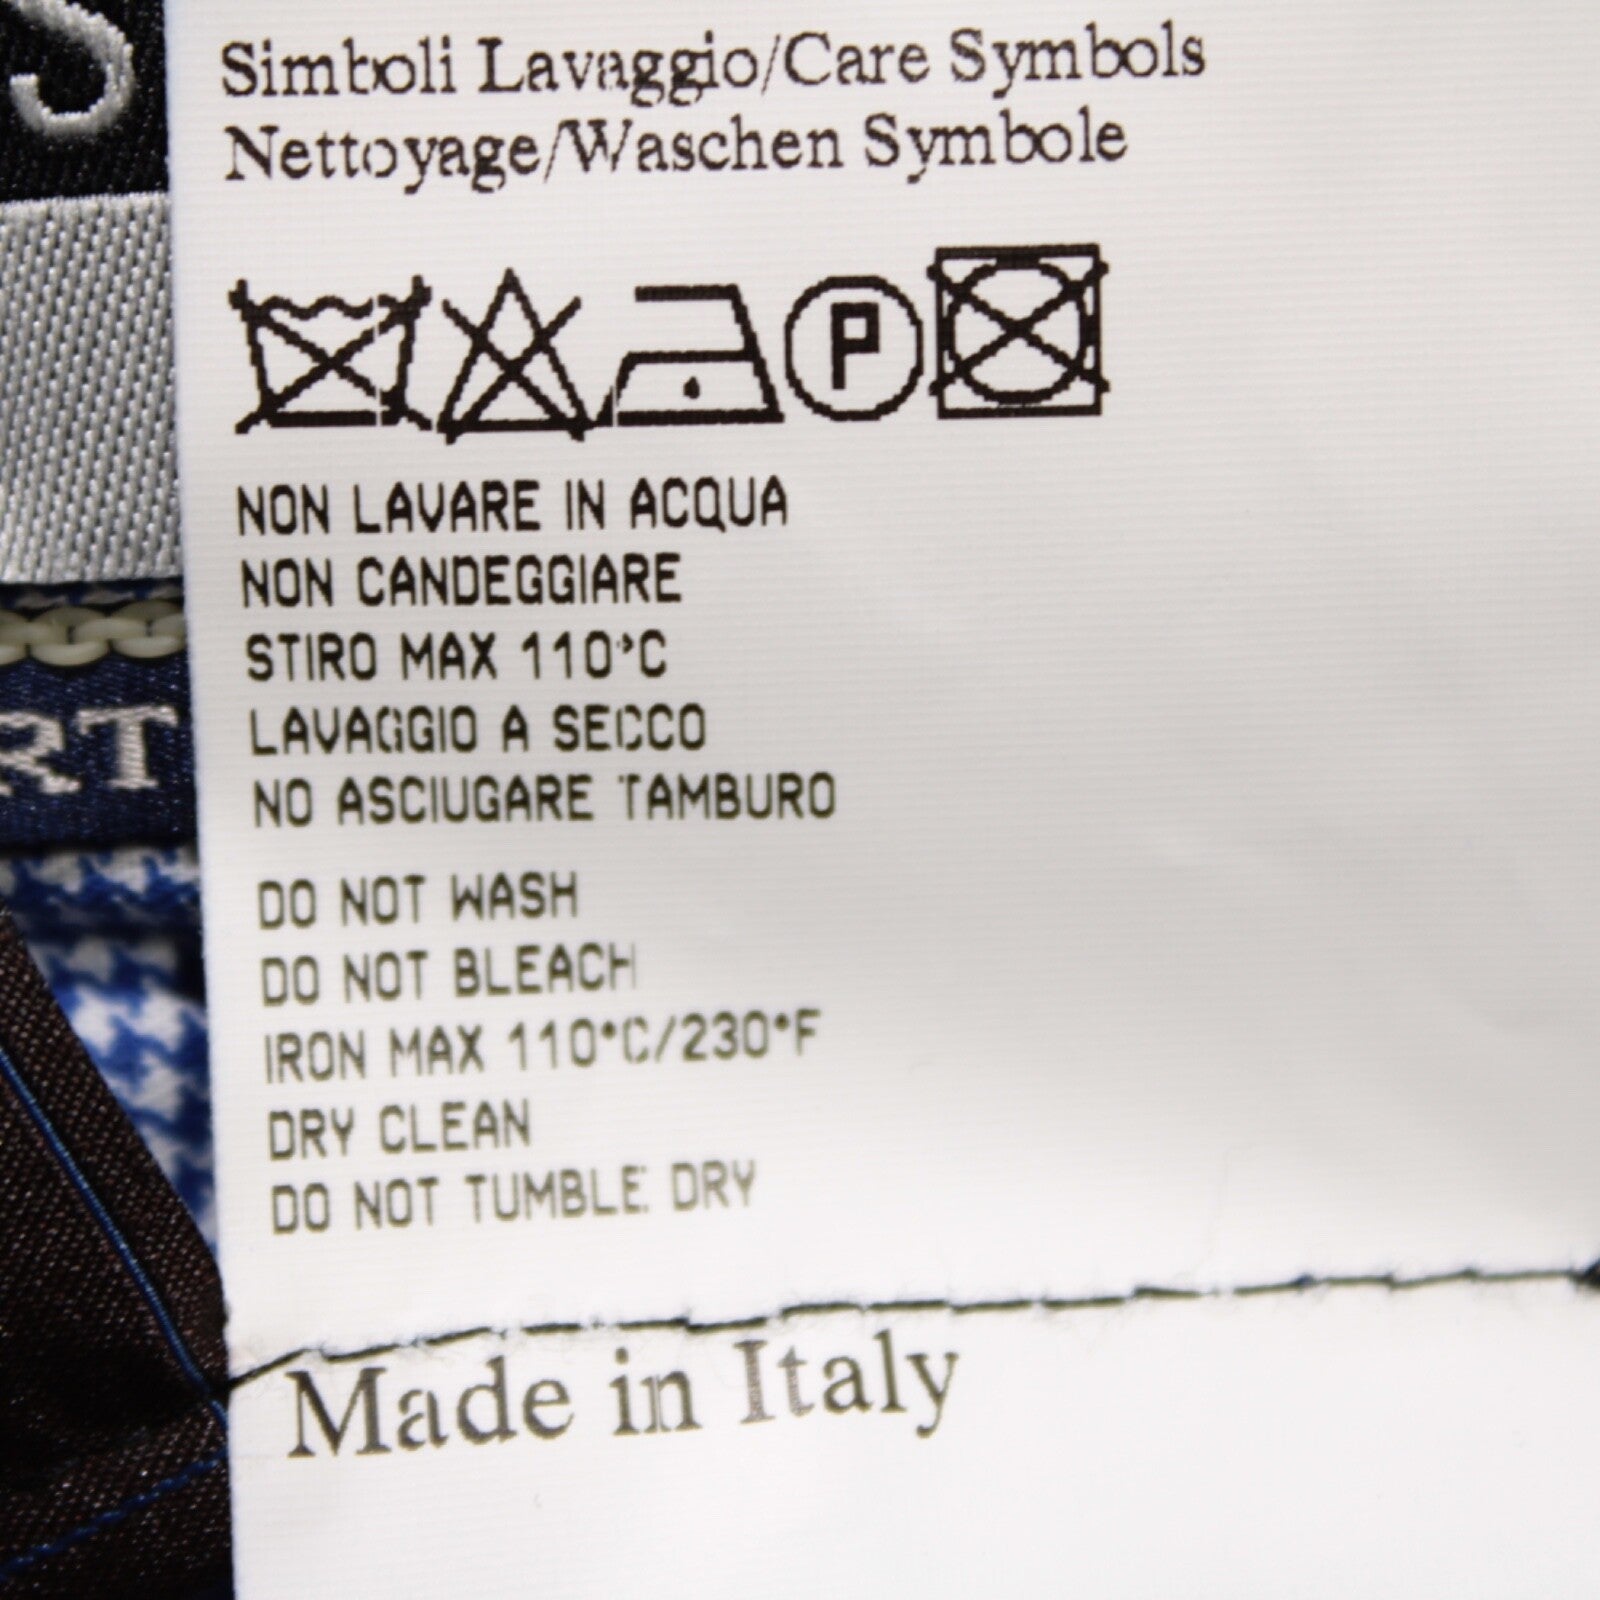 Simboli Lavaggio/Care Symbols
Nettoyage/Waschen Symbole
P
NON LAVARE IN ACQUA
NON CANDEGGIARE
STIRO MAX 110°C
LAVAGGIO A SECCO
NO ASCIUGARE TAMBURO
DO NOT WASH
DO NOT BLEACH
IRON MAX 110°C/230°F
DRY CLEAN
DO NOT TUMBLE DRY
Made in Italy